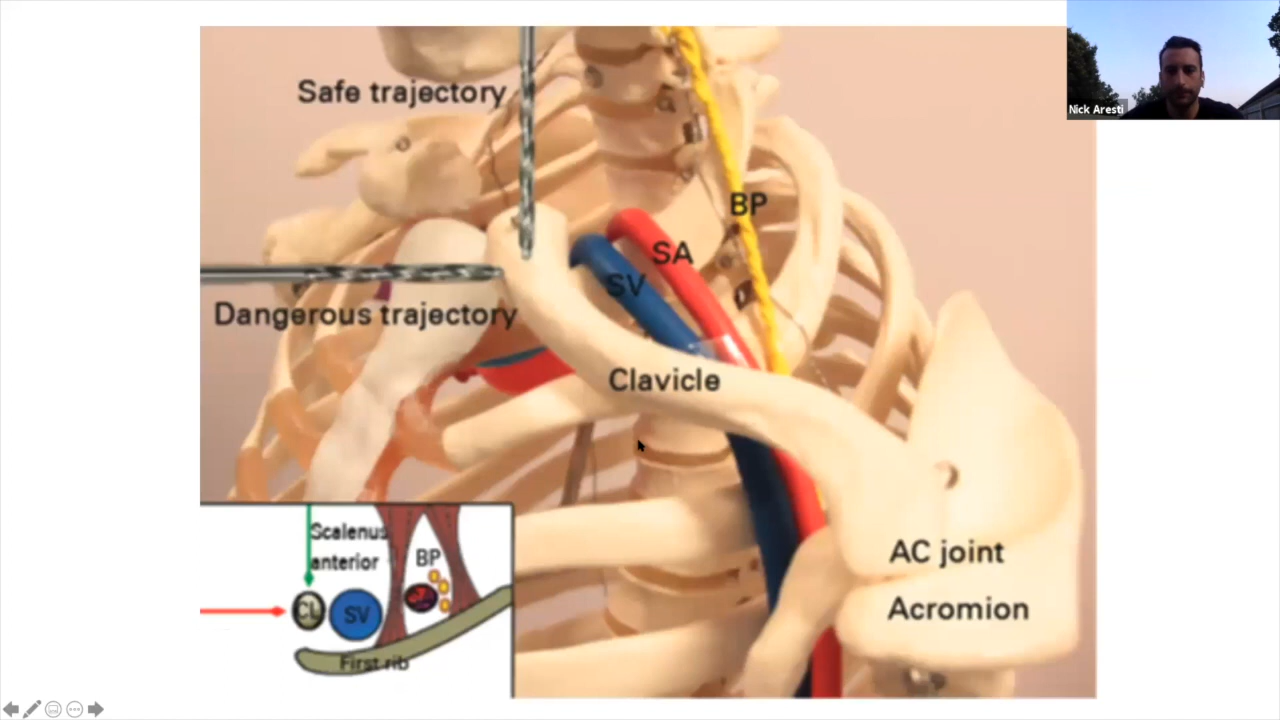 Nick Aresti
Safe trajectory
BP
SA
SV
Dangerous trajectory
Clavicle
AC joint
Acromion
Scalenus
anterior
BP
CL
SV
First rib